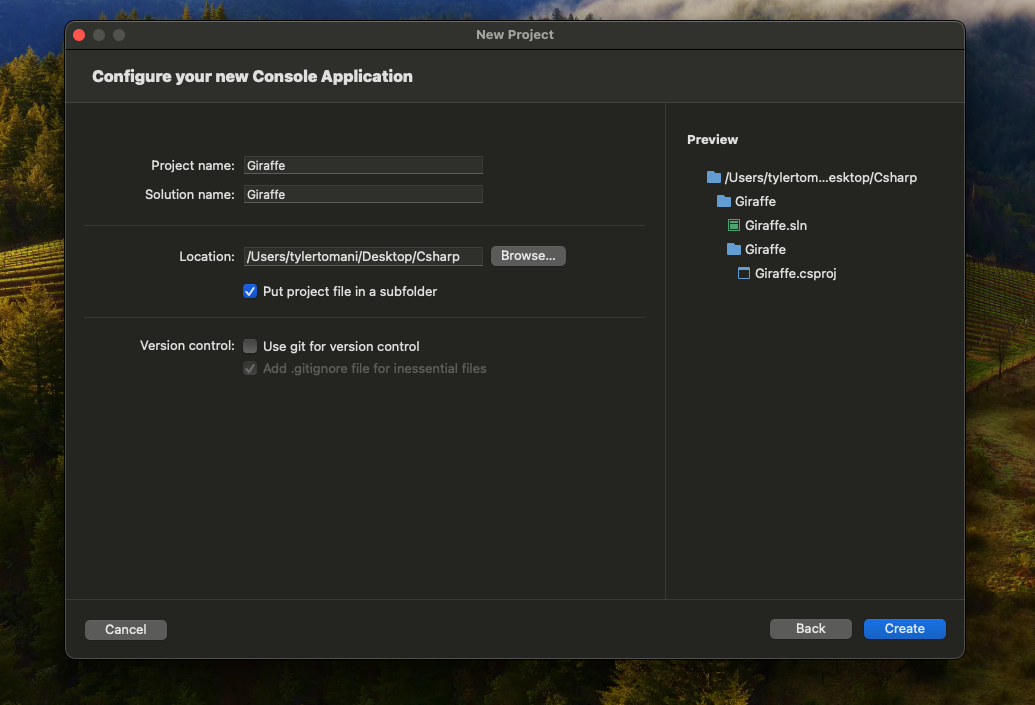 New Project
Configure your new Console Application
Project name: Giraffe
Solution name: Giraffe
Location: /Users/tylertomani/Desktop/Csharp Browse...
Put project file in a subfolder
Version control: Use git for version control
Add .gitignore file for inessential files
Preview
/Users/tylertom...esktop/Csharp
Giraffe
Giraffe.sln
Giraffe
Giraffe.csproj
Cancel Back Create